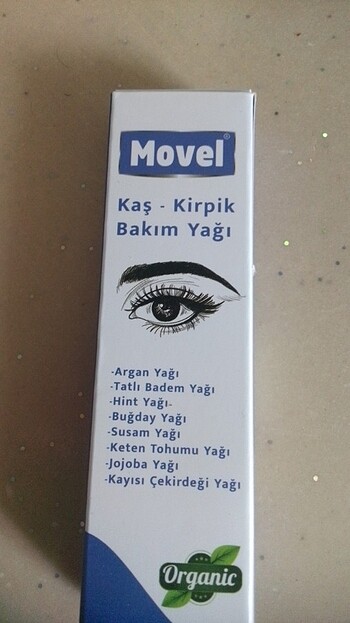 Movel®
Kaş - Kirpik
Bakım Yağı
-Argan Yağı
-Tatlı Badem Yağı
-Hint Yağı-
-Buğday Yağı
-Susam Yağı
-Keten Tohumu Yağı
-Jojoba Yağı
-Kayısı Çekirdeği Yağı
Organic